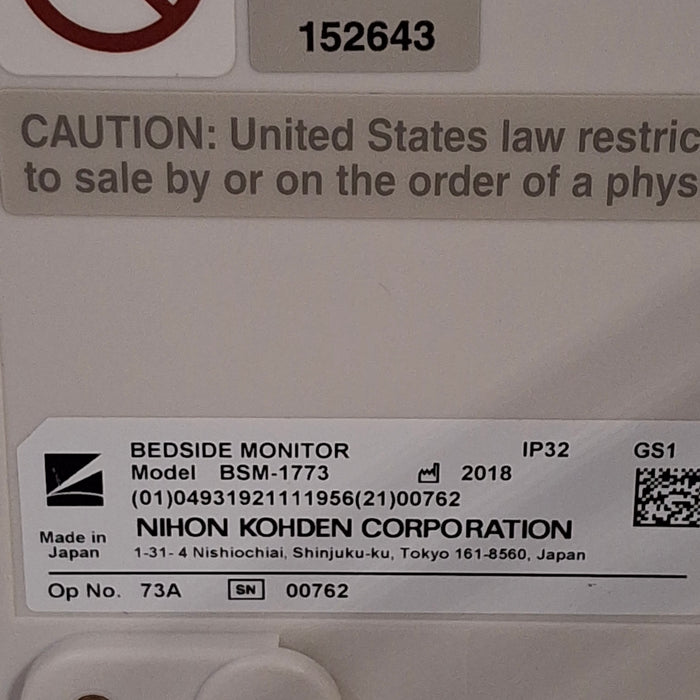 152643
CAUTION: United States law restric
to sale by or on the order of a phys
BEDSIDE MONITOR IP32 GS1
Model BSM-1773 2018
(01)04931921111956(21)00762
NIHON KOHDEN CORPORATION
Made in
Japan
1-31-4 Nishiochiai, Shinjuku-ku, Tokyo 161-8560, Japan
Op No. 73A SN 00762